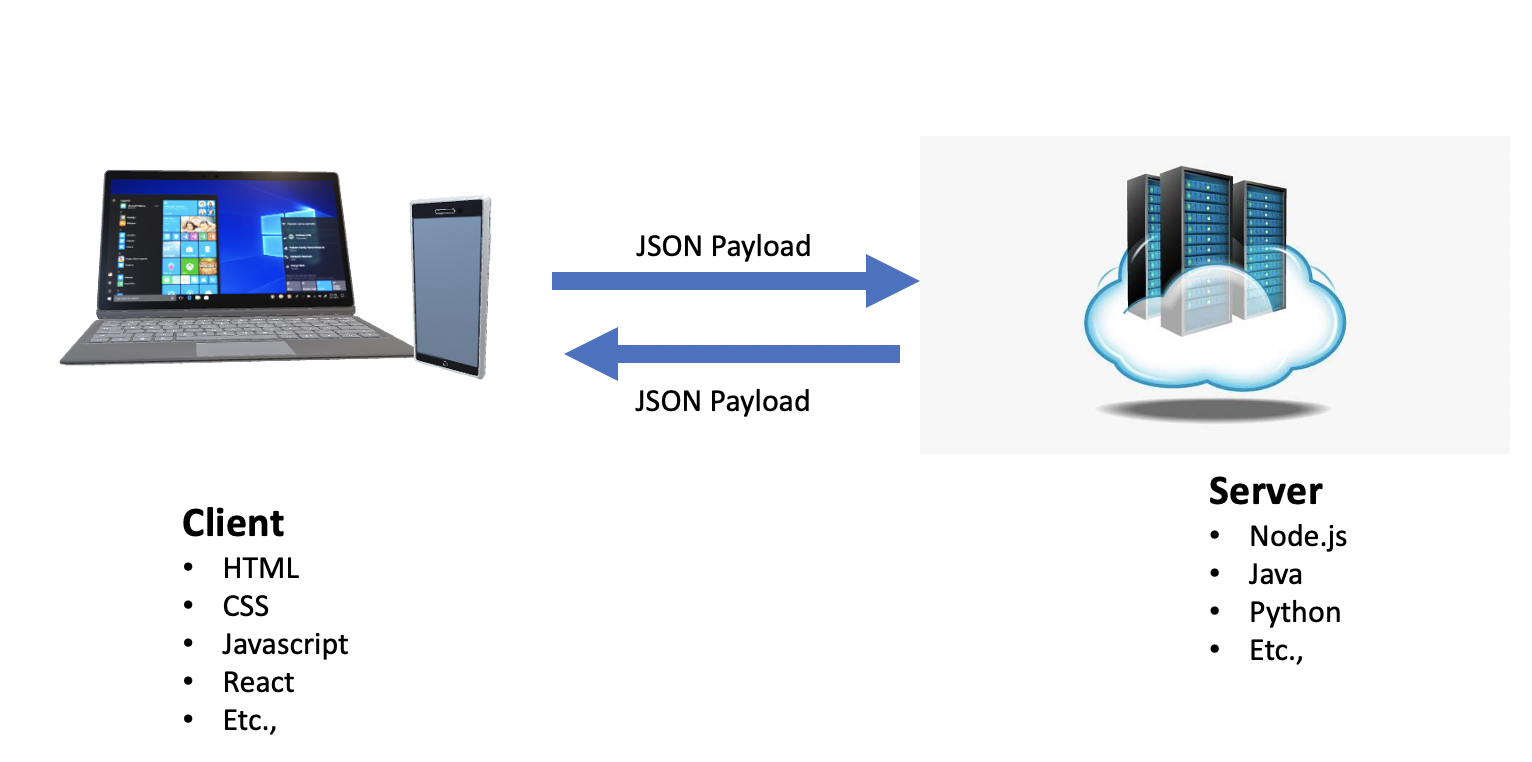 JSON Payload
JSON Payload
Client
• HTML
• CSS
• Javascript
• React
• Etc.,
Server
• Node.js
• Java
• Python
• Etc.,